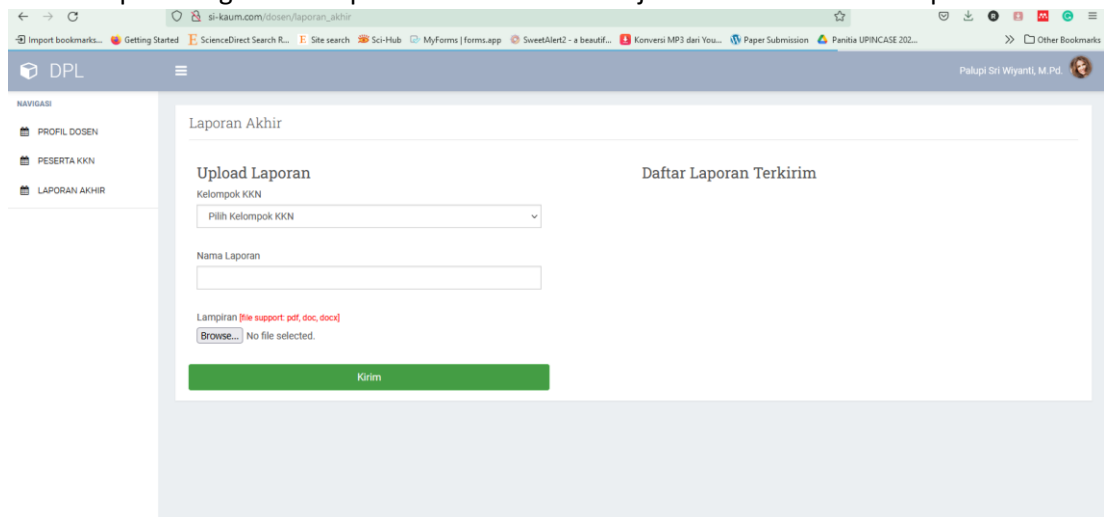 si-kaum.com/dosen/laporan_akhir
Import bookmarks... Getting Started ScienceDirect Search R... Site search Sci-Hub MyForms | forms.app SweetAlert2 - a beautif... Konversi MP3 dari You... Paper Submission Panitia UPINCASE 202... Other Bookmarks
DPL Palupi Sri Wiyanti, M.Pd.
NAVIGASI
PROFIL DOSEN
PESERTA KKN
LAPORAN AKHIR
Laporan Akhir
Upload Laporan
Kelompok KKN
Pilih Kelompok KKN
Nama Laporan
Lampiran [file support: pdf, doc, docx]
Browse... No file selected.
Kirim
Daftar Laporan Terkirim